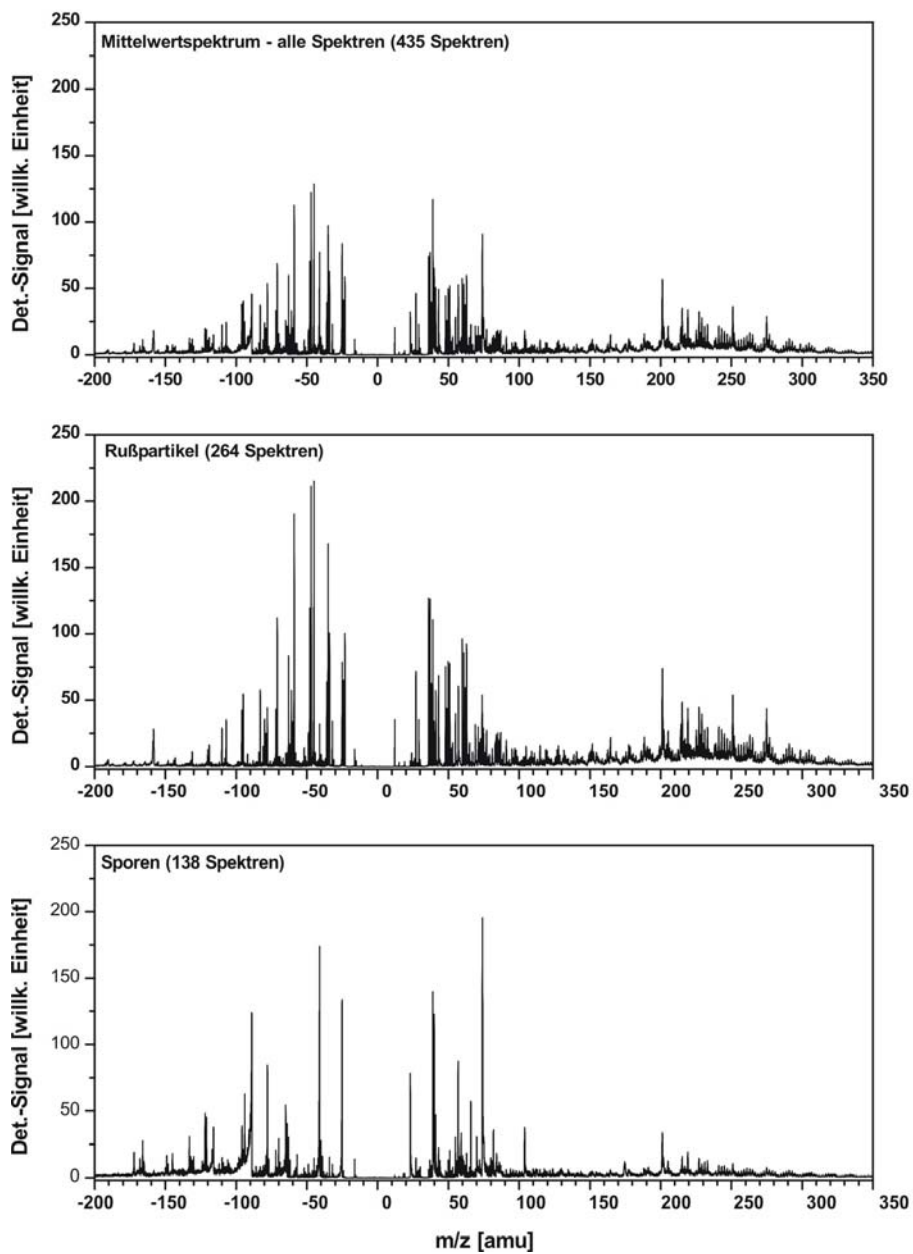 Mittelwertspektrum - alle Spektren (435 Spektren)
Det.-Signal [willk. Einheit]
250
200
150
100
50
0
-200 -150 -100 -50 0 50 100 150 200 250 300 350
Rußpartikel (264 Spektren)
Det.-Signal [willk. Einheit]
250
200
150
100
50
0
-200 -150 -100 -50 0 50 100 150 200 250 300 350
Sporen (138 Spektren)
Det.-Signal [willk. Einheit]
250
200
150
100
50
0
-200 -150 -100 -50 0 50 100 150 200 250 300 350
m/z [amu]